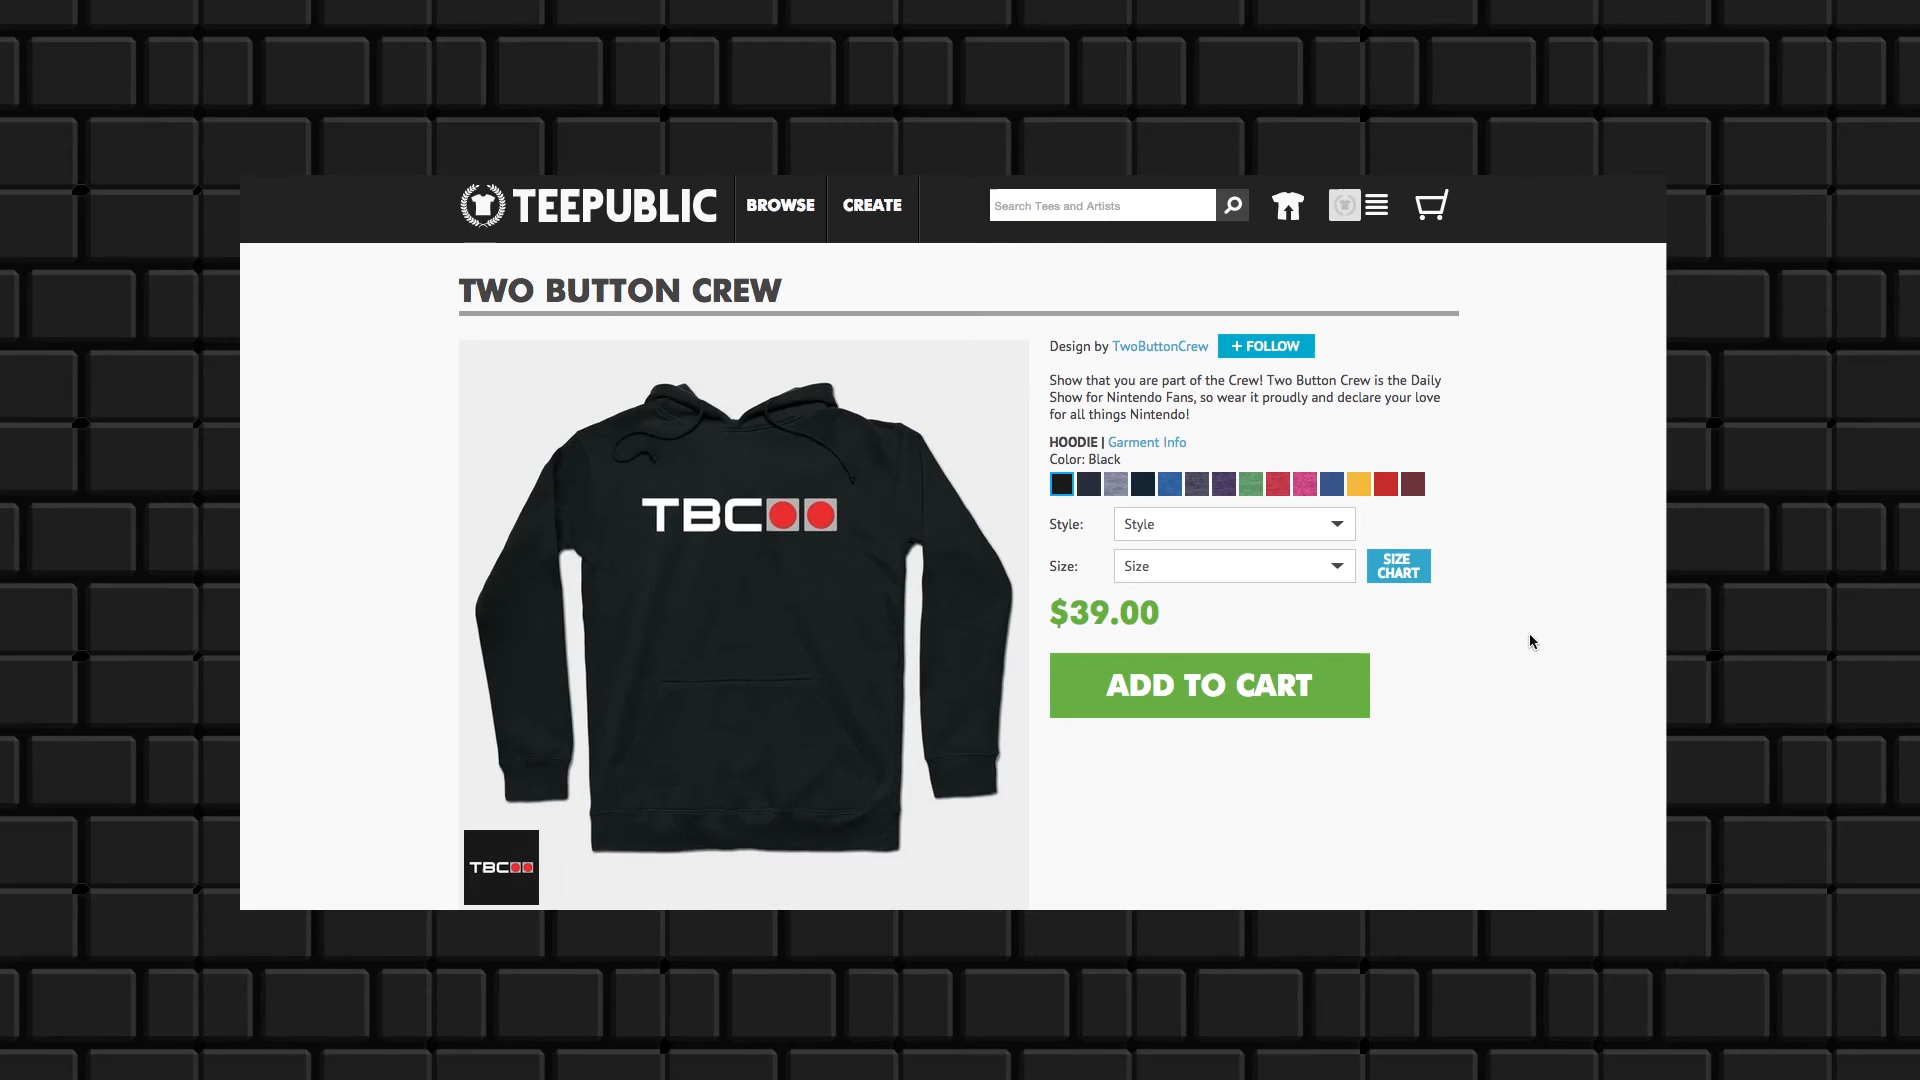 TEEPUBLIC
BROWSE
CREATE
Search Tees and Artists
TWO BUTTON CREW
Design by TwoButtonCrew
+ FOLLOW
Show that you are part of the Crew! Two Button Crew is the Daily
Show for Nintendo Fans, so wear it proudly and declare your love
for all things Nintendo!
HOODIE | Garment Info
Color: Black
Style: Style
Size: Size
SIZE
CHART
$39.00
ADD TO CART
TBC
TBC